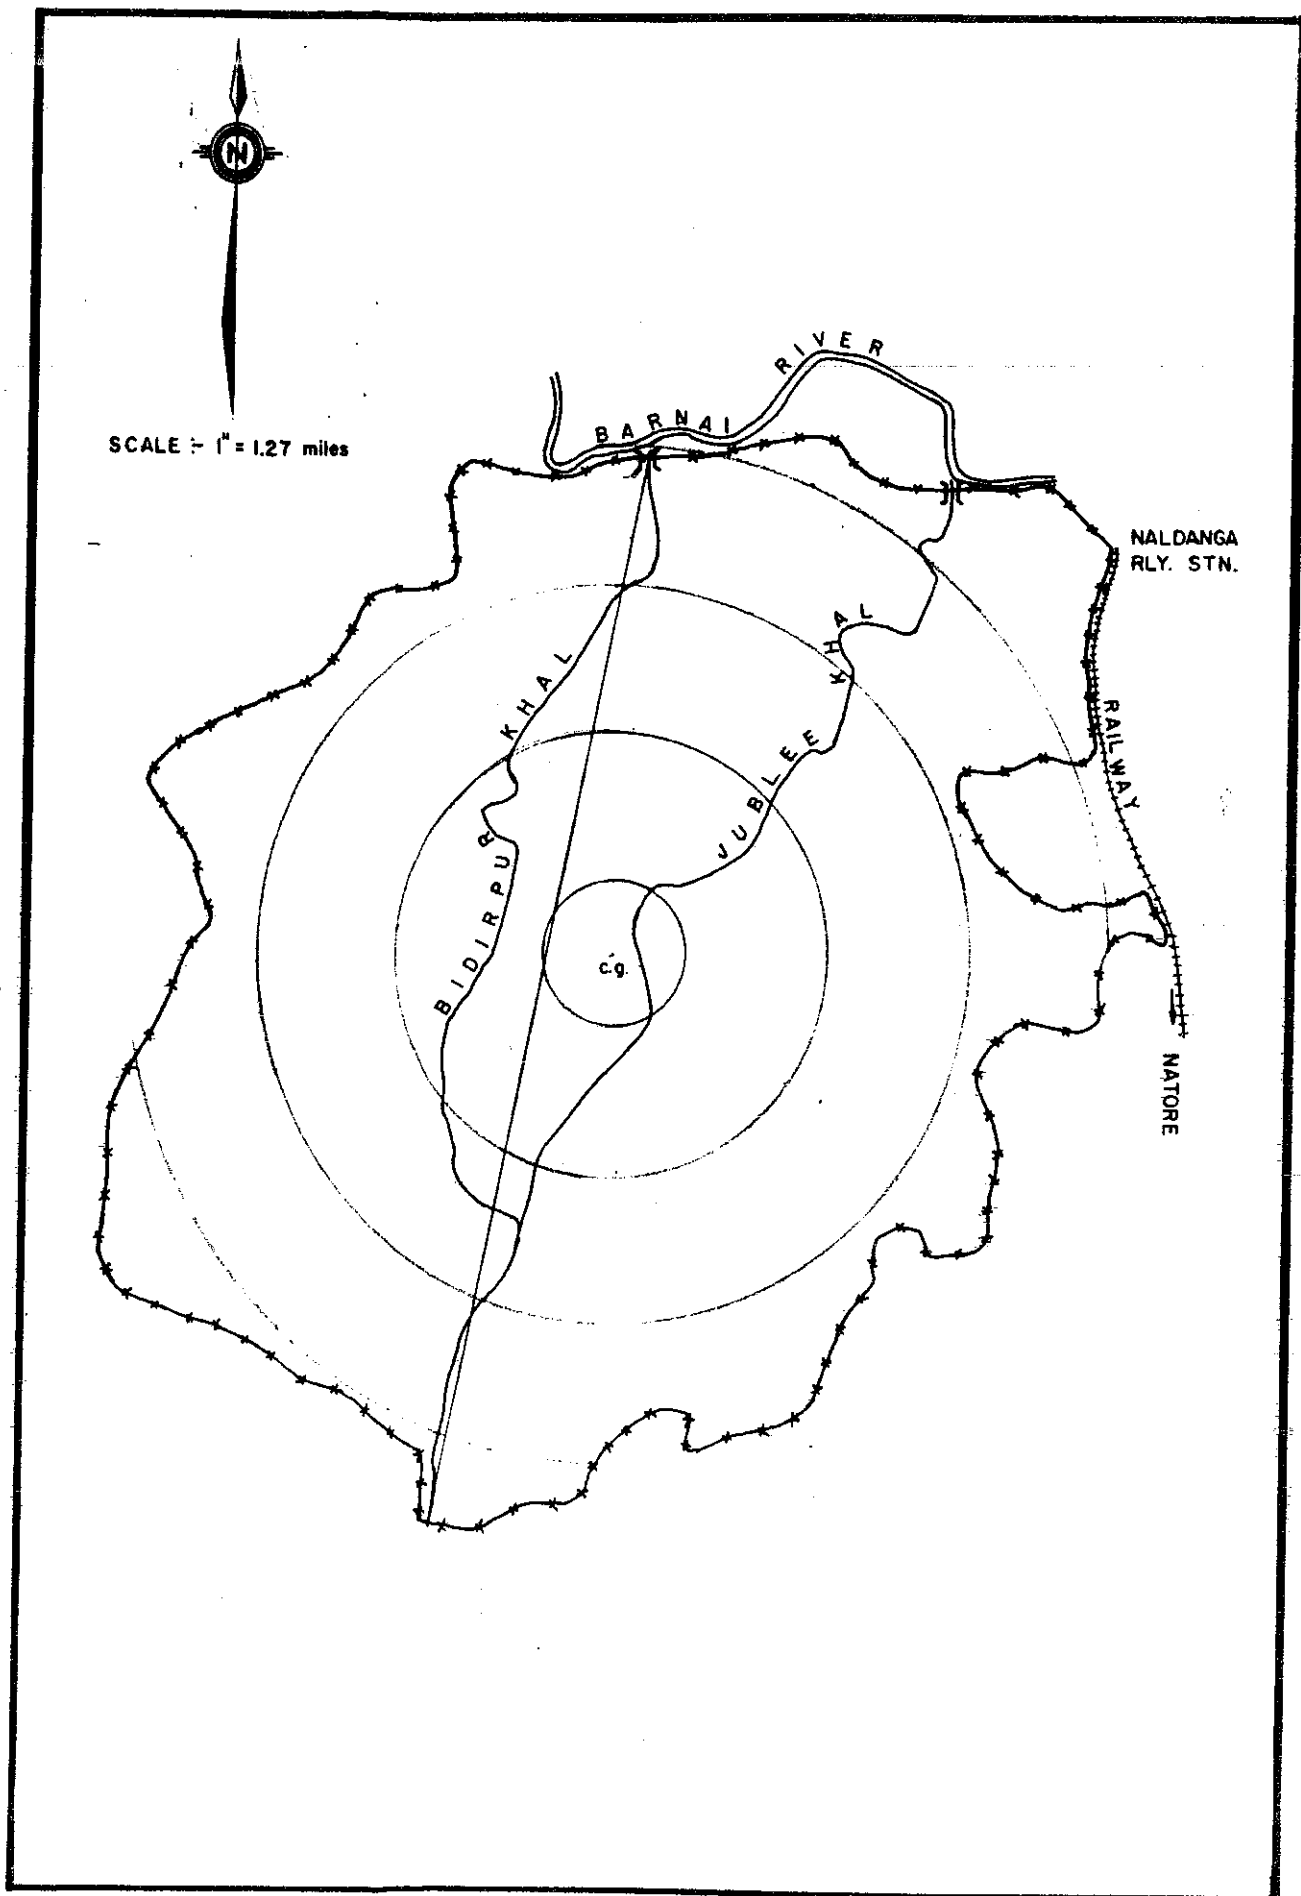 N
SCALE :- 1" = 1.27 miles
BARNAI RIVER
NALDANGA
RLY. STN.
KHAL
JUBLEE
RAILWAY
BIDIRPUR KHAL
c.g.
NATORE